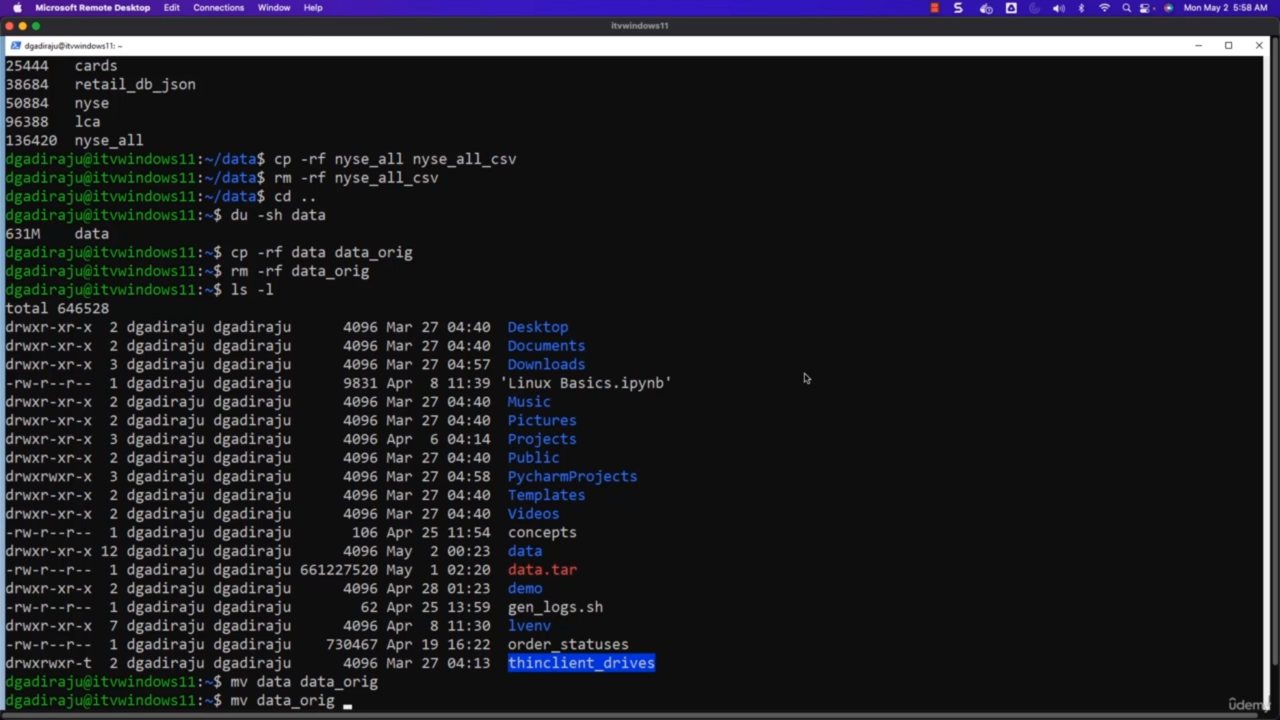 Microsoft Remote Desktop Edit Connections Window Help Mon May 2 5:58 AM
itvwindows11
dgadiraju@itvwindows11: ~
25444 cards
38684 retail_db_json
50884 nyse
96388 lca
136420 nyse_all
dgadiraju@itvwindows11:~/data$ cp -rf nyse_all nyse_all_csv
dgadiraju@itvwindows11:~/data$ rm -rf nyse_all_csv
dgadiraju@itvwindows11:~/data$ cd ..
dgadiraju@itvwindows11:~$ du -sh data
631M data
dgadiraju@itvwindows11:~$ cp -rf data data_orig
dgadiraju@itvwindows11:~$ rm -rf data_orig
dgadiraju@itvwindows11:~$ ls -l
total 646528
drwxr-xr-x 2 dgadiraju dgadiraju 4096 Mar 27 04:40 Desktop
drwxr-xr-x 2 dgadiraju dgadiraju 4096 Mar 27 04:40 Documents
drwxr-xr-x 3 dgadiraju dgadiraju 4096 Mar 27 04:57 Downloads
-rw-r--r-- 1 dgadiraju dgadiraju 9831 Apr 8 11:39 'Linux Basics.ipynb'
drwxr-xr-x 2 dgadiraju dgadiraju 4096 Mar 27 04:40 Music
drwxr-xr-x 2 dgadiraju dgadiraju 4096 Mar 27 04:40 Pictures
drwxr-xr-x 3 dgadiraju dgadiraju 4096 Apr 6 04:14 Projects
drwxr-xr-x 2 dgadiraju dgadiraju 4096 Mar 27 04:40 Public
drwxrwxr-x 3 dgadiraju dgadiraju 4096 Mar 27 04:58 PycharmProjects
drwxr-xr-x 2 dgadiraju dgadiraju 4096 Mar 27 04:40 Templates
drwxr-xr-x 2 dgadiraju dgadiraju 4096 Mar 27 04:40 Videos
-rw-r--r-- 1 dgadiraju dgadiraju 106 Apr 25 11:54 concepts
drwxr-xr-x 12 dgadiraju dgadiraju 4096 May 2 00:23 data
-rw-r--r-- 1 dgadiraju dgadiraju 661227520 May 1 02:20 data.tar
drwxr-xr-x 2 dgadiraju dgadiraju 4096 Apr 28 01:23 demo
-rw-r--r-- 1 dgadiraju dgadiraju 62 Apr 25 13:59 gen_logs.sh
drwxr-xr-x 7 dgadiraju dgadiraju 4096 Apr 8 11:30 lvenv
-rw-r--r-- 1 dgadiraju dgadiraju 730467 Apr 19 16:22 order_statuses
drwxrwxr-t 2 dgadiraju dgadiraju 4096 Mar 27 04:13 thinclient_drives
dgadiraju@itvwindows11:~$ mv data data_orig
dgadiraju@itvwindows11:~$ mv data_orig
ûdemy